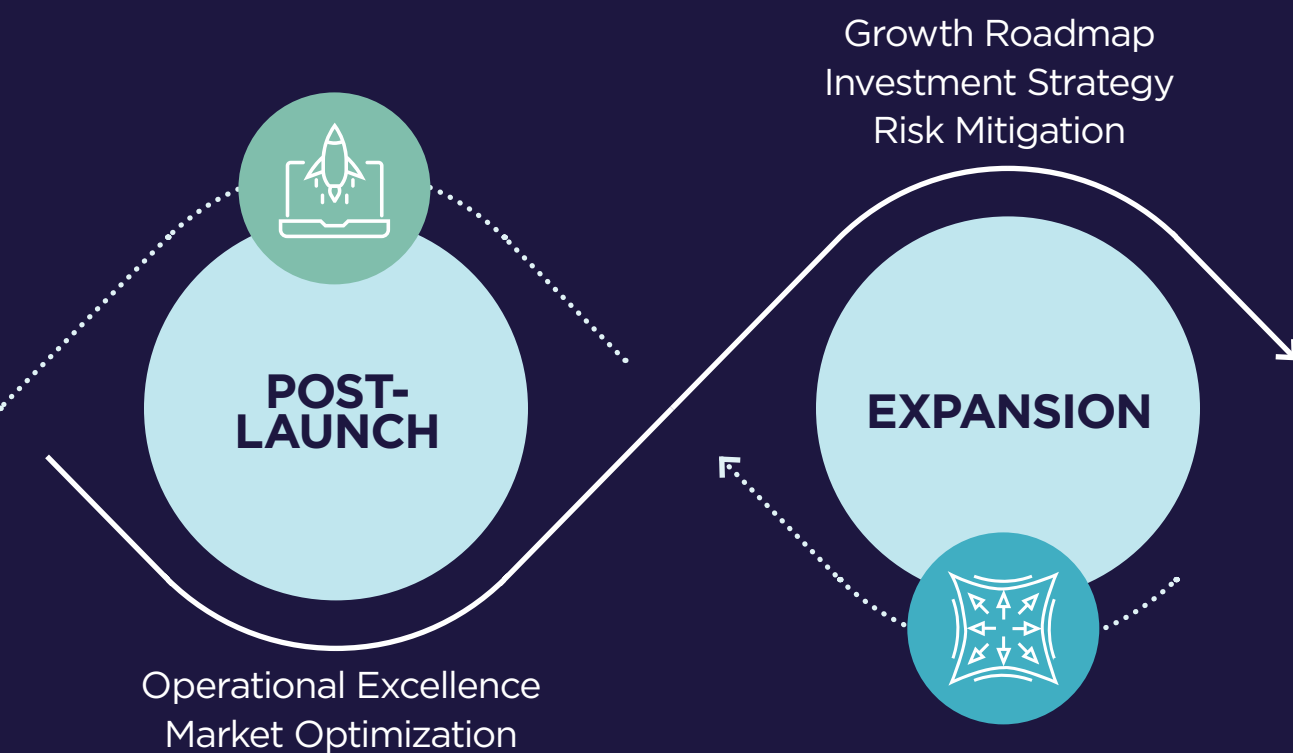 Growth Roadmap
Investment Strategy
Risk Mitigation
POST-
LAUNCH
EXPANSION
Operational Excellence
Market Optimization